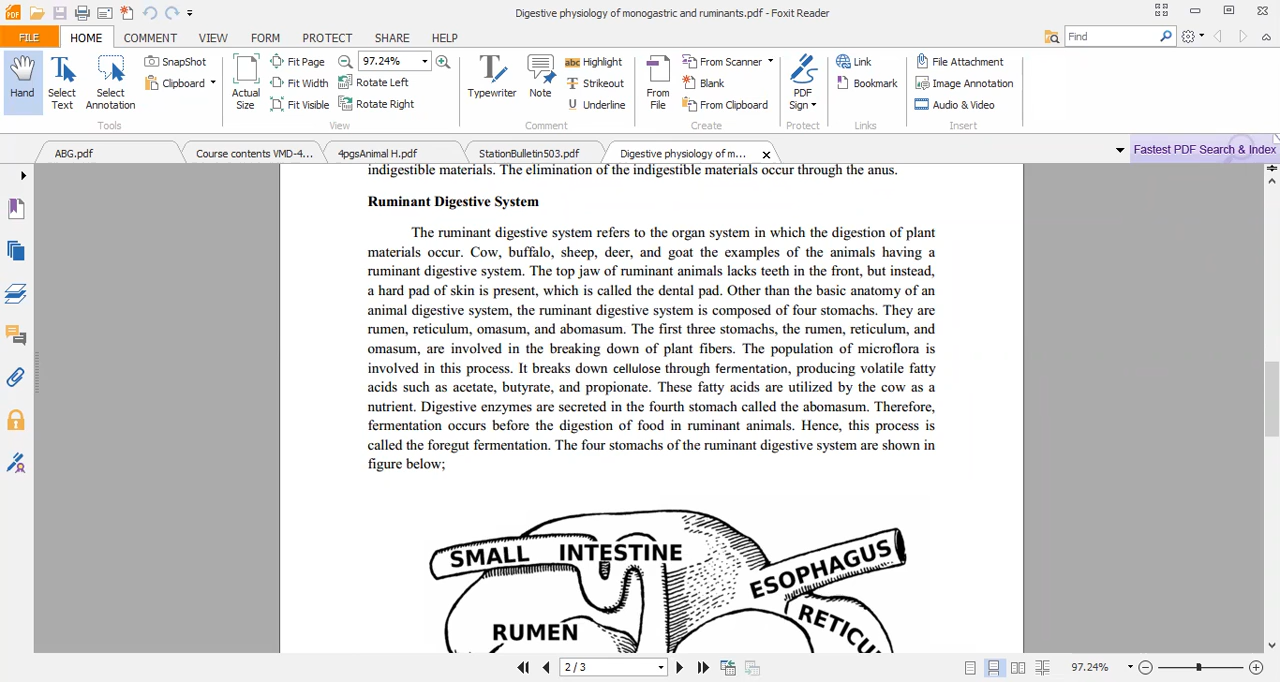 Digestive physiology of monogastric and ruminants.pdf - Foxit Reader
FILE HOME COMMENT VIEW FORM PROTECT SHARE HELP
Find
Hand
Select Text
Select Annotation
SnapShot
Clipboard
Tools
Actual Size
Fit Page
Fit Width
Fit Visible
97.24%
Rotate Left
Rotate Right
View
Typewriter
Note
abc Highlight
Strikeout
U Underline
Comment
From File
From Scanner
Blank
From Clipboard
Create
PDF Sign
Protect
Link
Bookmark
Links
File Attachment
Image Annotation
Audio & Video
Insert
ABG.pdf
Course contents VMD-4...
4pgsAnimal H.pdf
StationBulletin503.pdf
Digestive physiology of m...
Fastest PDF Search & Index
indigestible materials. The elimination of the indigestible materials occur through the anus.
Ruminant Digestive System
The ruminant digestive system refers to the organ system in which the digestion of plant
materials occur. Cow, buffalo, sheep, deer, and goat the examples of the animals having a
ruminant digestive system. The top jaw of ruminant animals lacks teeth in the front, but instead,
a hard pad of skin is present, which is called the dental pad. Other than the basic anatomy of an
animal digestive system, the ruminant digestive system is composed of four stomachs. They are
rumen, reticulum, omasum, and abomasum. The first three stomachs, the rumen, reticulum, and
omasum, are involved in the breaking down of plant fibers. The population of microflora is
involved in this process. It breaks down cellulose through fermentation, producing volatile fatty
acids such as acetate, butyrate, and propionate. These fatty acids are utilized by the cow as a
nutrient. Digestive enzymes are secreted in the fourth stomach called the abomasum. Therefore,
fermentation occurs before the digestion of food in ruminant animals. Hence, this process is
called the foregut fermentation. The four stomachs of the ruminant digestive system are shown in
figure below;
SMALL INTESTINE
ESOPHAGUS
RETICU
RUMEN
2 / 3
97.24%